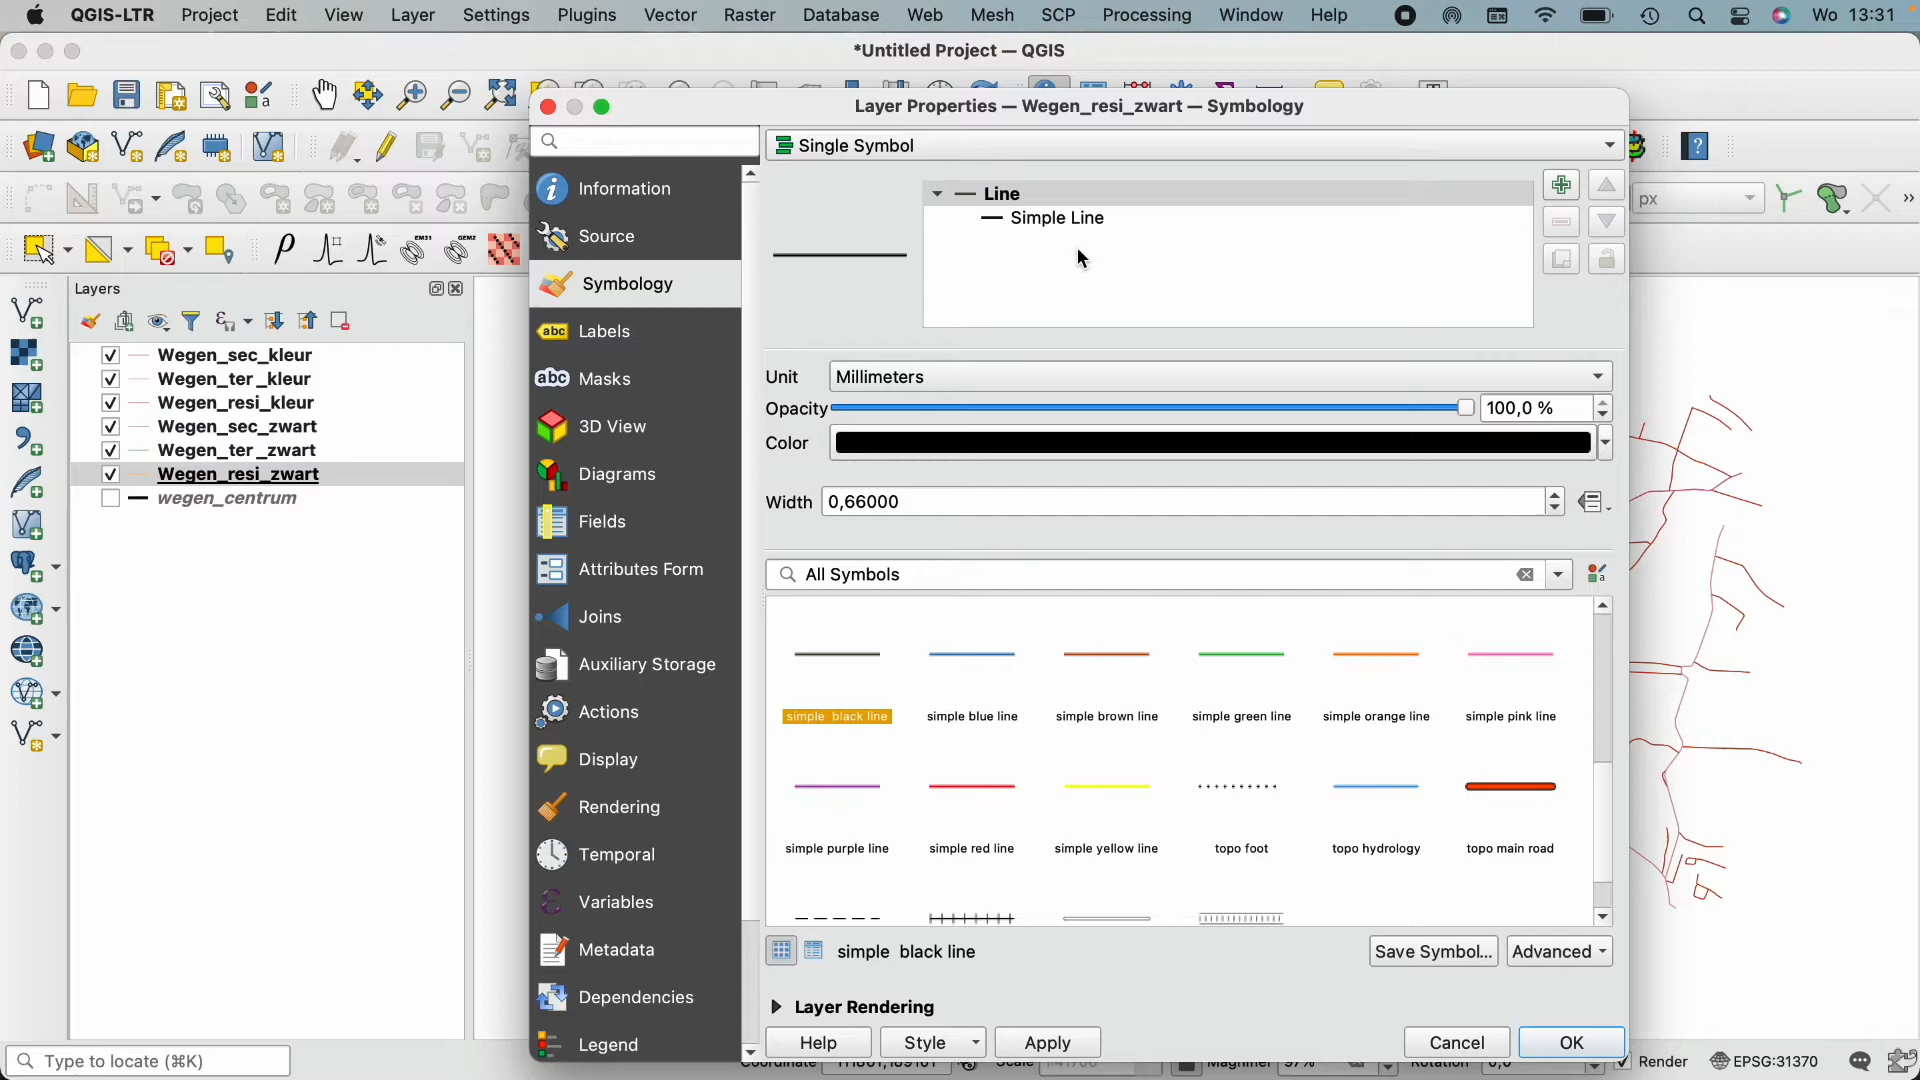 QGIS-LTR Project Edit View Layer Settings Plugins Vector Raster Database Web Mesh SCP Processing Window Help Wo 13:31
*Untitled Project — QGIS
Layer Properties — Wegen_resi_zwart — Symbology
Single Symbol
Information
Line
px
Simple Line
Source
Symbology
Layers
Labels
abc
Wegen_sec_kleur
Wegen_ter _kleur
Wegen_resi_kleur
Wegen_sec_zwart
Wegen_ter _zwart
Wegen_resi_zwart
wegen_centrum
Masks
abc
3D View
Diagrams
Fields
Attributes Form
Joins
Auxiliary Storage
Actions
Display
Rendering
Temporal
Variables
Metadata
Dependencies
Legend
Unit Millimeters
Opacity 100,0 %
Color
Width 0,66000
All Symbols
simple black line simple blue line simple brown line simple green line simple orange line simple pink line
simple purple line simple red line simple yellow line topo foot topo hydrology topo main road
simple black line Save Symbol... Advanced
Layer Rendering
Help Style Apply Cancel OK
Type to locate (⌘K) Render EPSG:31370